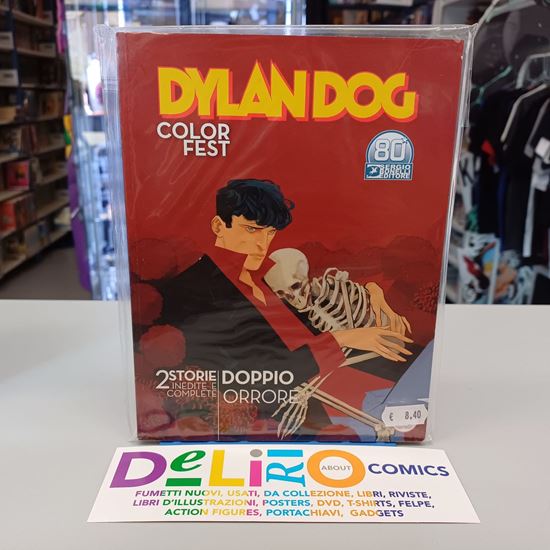 DYLAN DOG
COLOR
FEST
80
SERGIO
BONELLI
EDITORE
2 STORIE
INEDITE E
COMPLETE
DOPPIO
ORRORE
€ 8,40
DELIRIO
ABOUT
COMICS
FUMETTI NUOVI, USATI, DA COLLEZIONE, LIBRI, RIVISTE,
LIBRI D'ILLUSTRAZIONI, POSTERS, DVD, T-SHIRTS, FELPE,
ACTION FIGURES, PORTACHIAVI, GADGETS